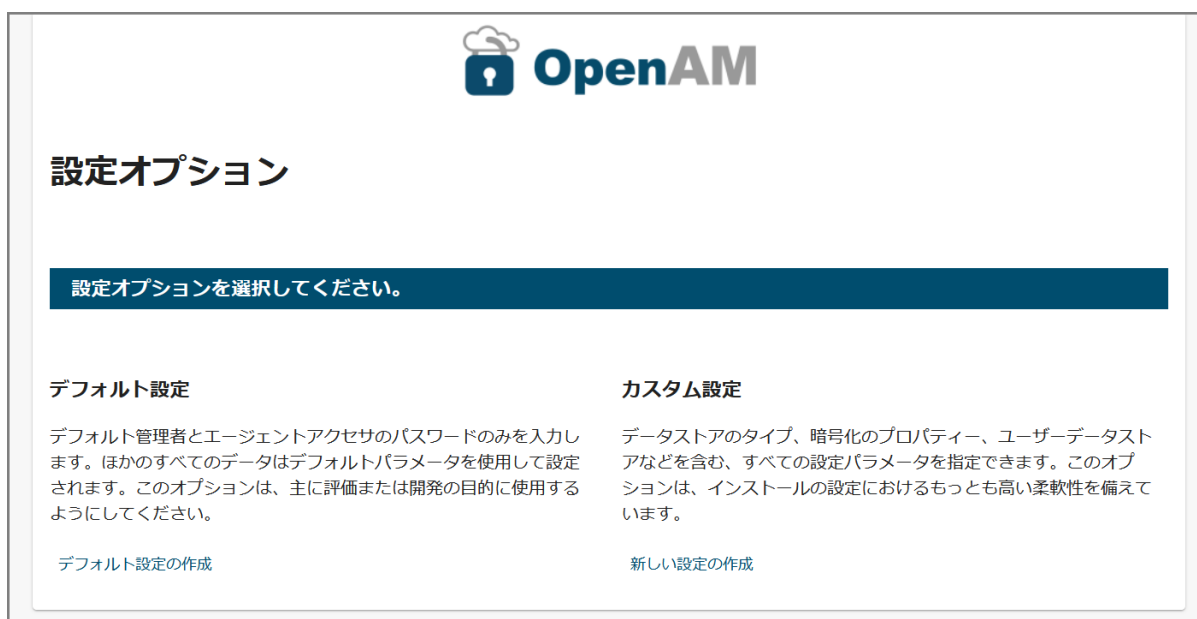 OpenAM
設定オプション
設定オプションを選択してください。
デフォルト設定
デフォルト管理者とエージェントアクセサのパスワードのみを入力し
ます。ほかのすべてのデータはデフォルトパラメータを使用して設定
されます。このオプションは、主に評価または開発の目的に使用する
ようにしてください。
デフォルト設定の作成
カスタム設定
データストアのタイプ、暗号化のプロパティー、ユーザーデータスト
アなどを含む、すべての設定パラメータを指定できます。このオプ
ションは、インストールの設定におけるもっとも高い柔軟性を備えて
います。
新しい設定の作成